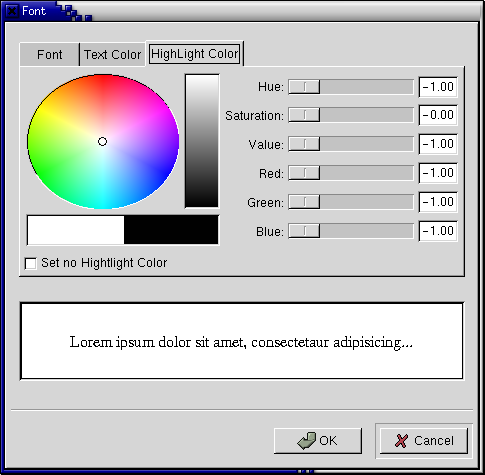 Font
Font Text Color HighLight Color
Hue: -1.00
Saturation: -0.00
Value: -1.00
Red: -1.00
Green: -1.00
Blue: -1.00
Set no Hightlight Color
Lorem ipsum dolor sit amet, consectetaur adipisicing...
OK Cancel